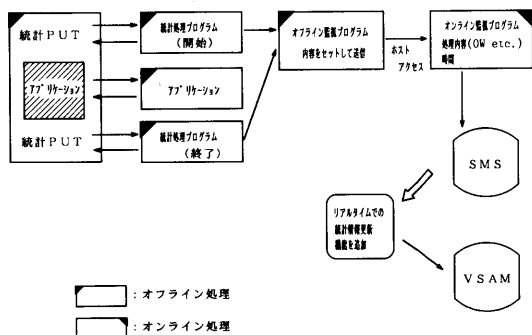 統計PUT
アプリケーション
統計PUT
統計処理プログラム
(開始)
アプリケーション
統計処理プログラム
(終了)
オフライン監視プログラム
内容をセットして送信
ホスト
アクセス
オンライン監視プログラム
処理内容(OW etc.)
時間
SMS
リアルタイムでの
統計情報更新
機能を追加
VSAM
:オフライン処理
:オンライン処理